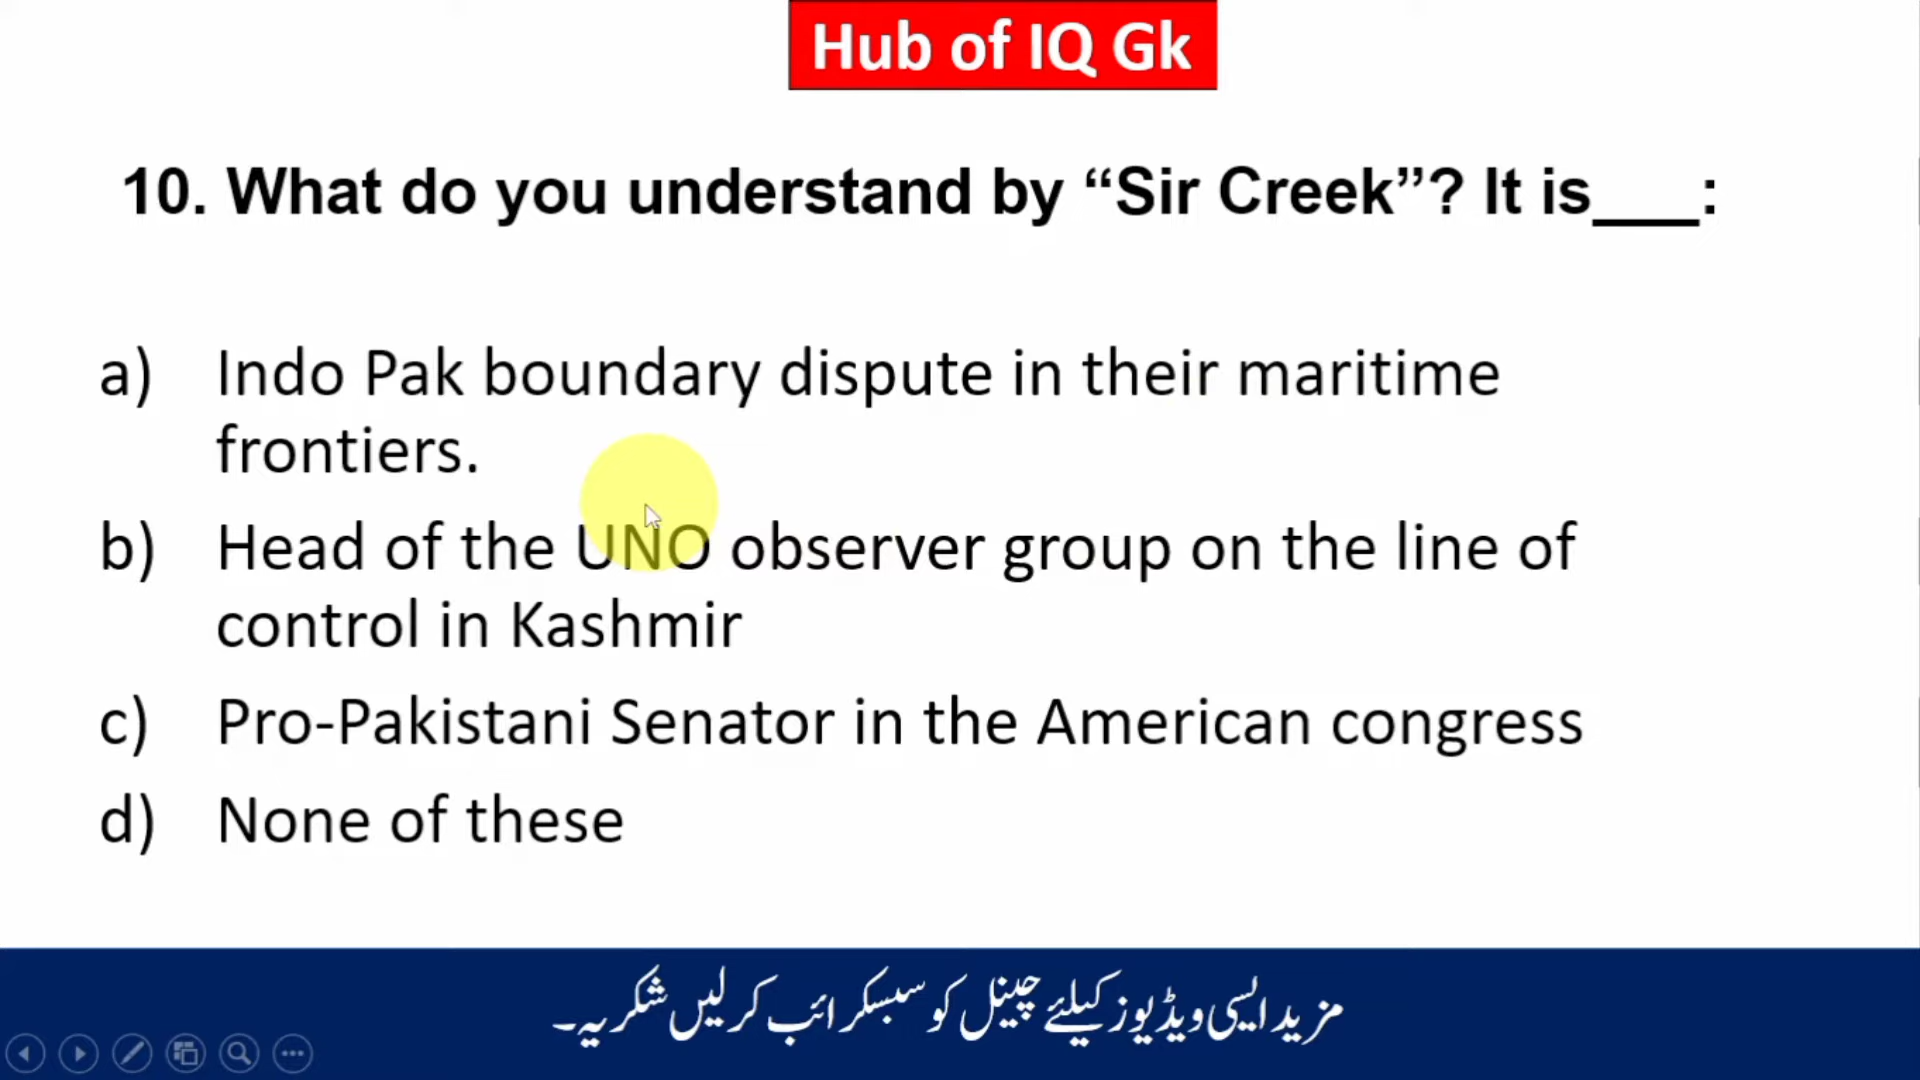 Hub of IQ Gk
10. What do you understand by “Sir Creek”? It is___:
a) Indo Pak boundary dispute in their maritime
frontiers.
b) Head of the UNO observer group on the line of
control in Kashmir
c) Pro-Pakistani Senator in the American congress
d) None of these
مزید ایسی ویڈیوز کیلئے چینل کو سبسکرائب کر لیں شکریہ۔